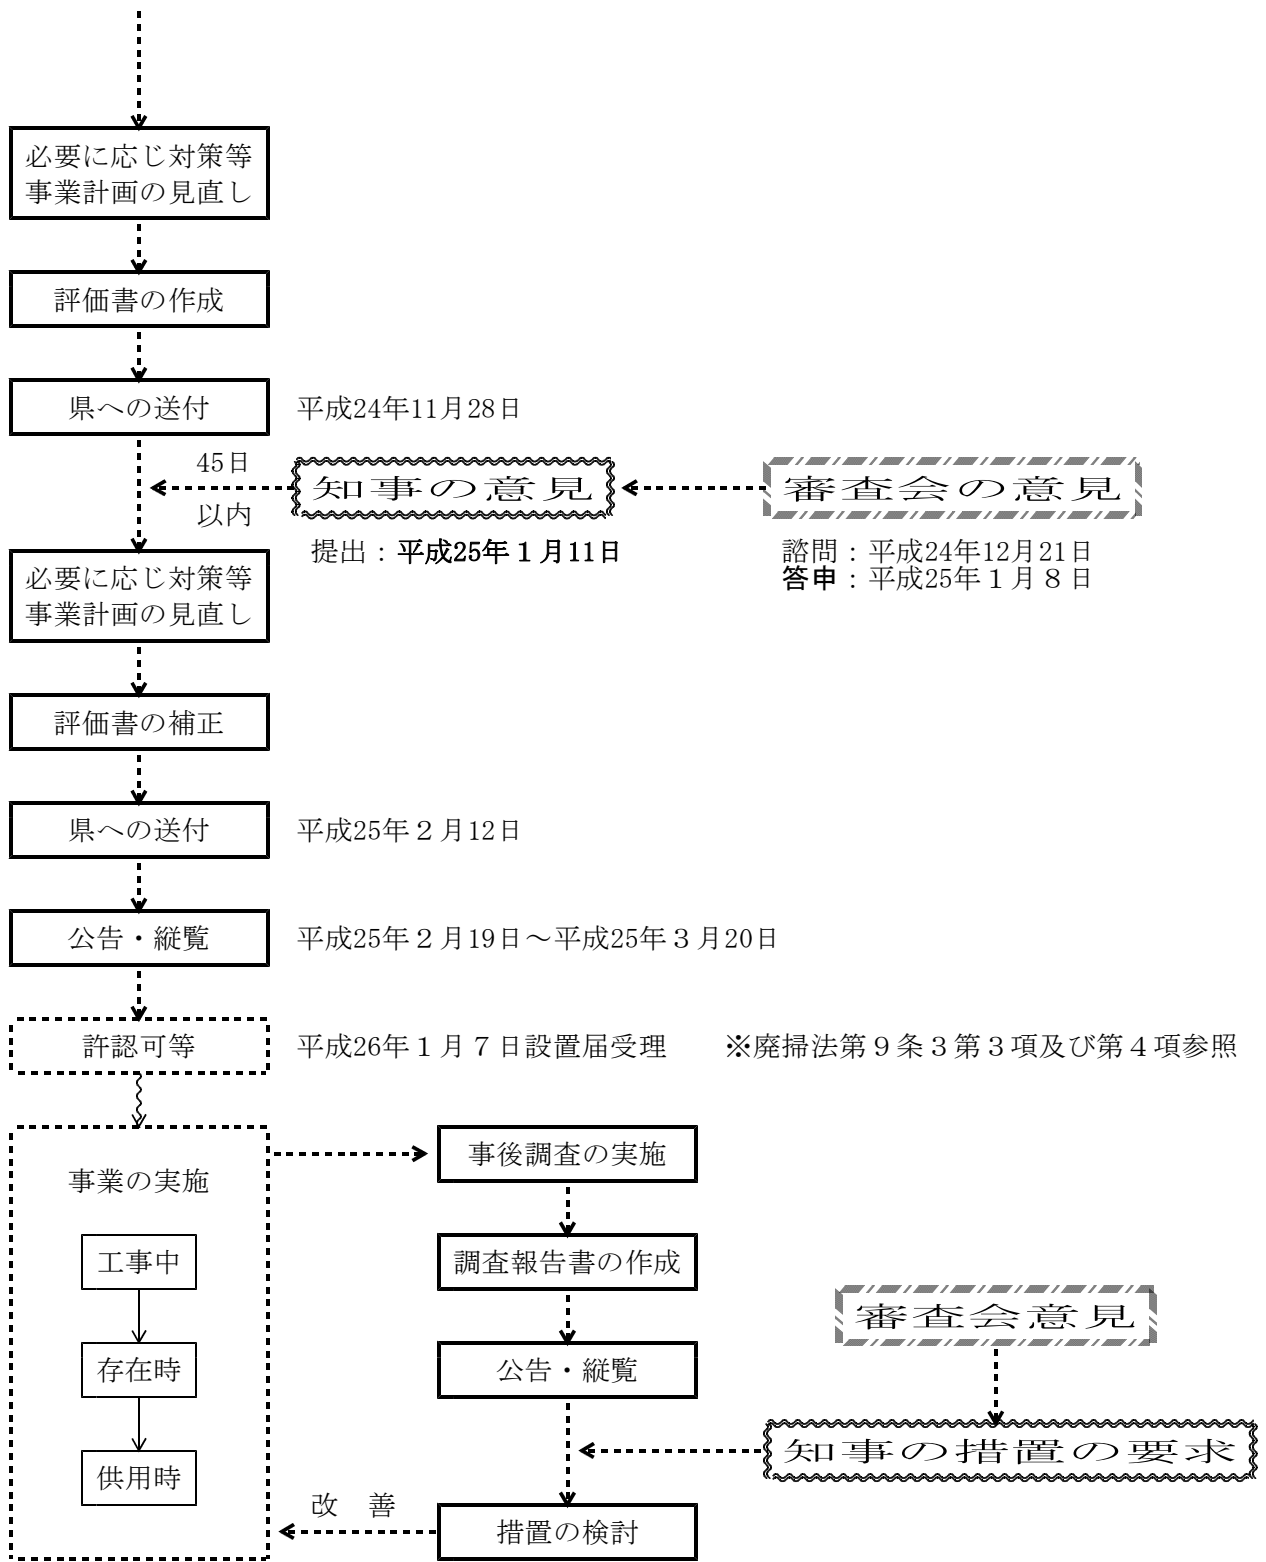 必要に応じ対策等
事業計画の見直し
評価書の作成
県への送付 平成24年11月28日
45日
以内
知事の意見
審査会の意見
提出：平成25年１月11日
諮問：平成24年12月21日
答申：平成25年１月８日
必要に応じ対策等
事業計画の見直し
評価書の補正
県への送付 平成25年２月12日
公告・縦覧 平成25年２月19日～平成25年３月20日
許認可等 平成26年１月７日設置届受理 ※廃掃法第９条３第３項及び第４項参照
事業の実施
工事中
存在時
供用時
事後調査の実施
調査報告書の作成
公告・縦覧
審査会意見
知事の措置の要求
改　善
措置の検討